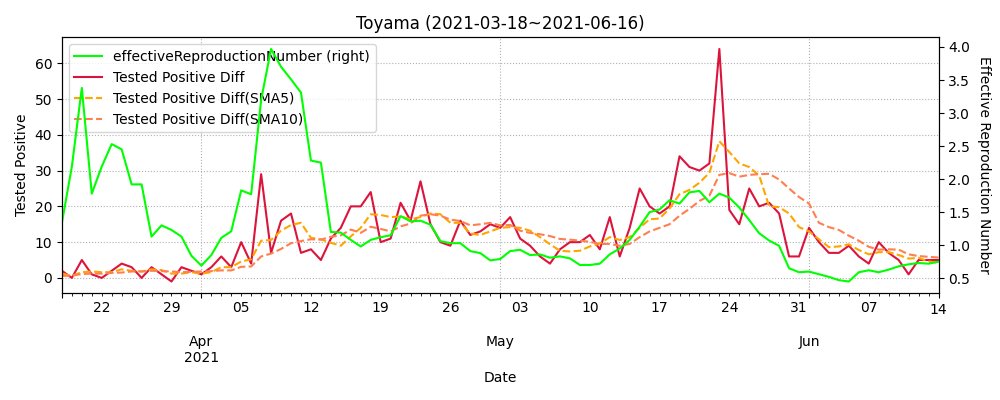 Toyama (2021-03-18~2021-06-16)
effectiveReproductionNumber (right)
Tested Positive Diff
Tested Positive Diff(SMA5)
Tested Positive Diff(SMA10)
Tested Positive
60
50
40
30
20
10
0
4.0
3.5
3.0
2.5
2.0
1.5
1.0
0.5
Effective Reproduction Number
22 29 05 12 19 26 03 10 17 24 31 07 14
Apr May Jun
2021
Date